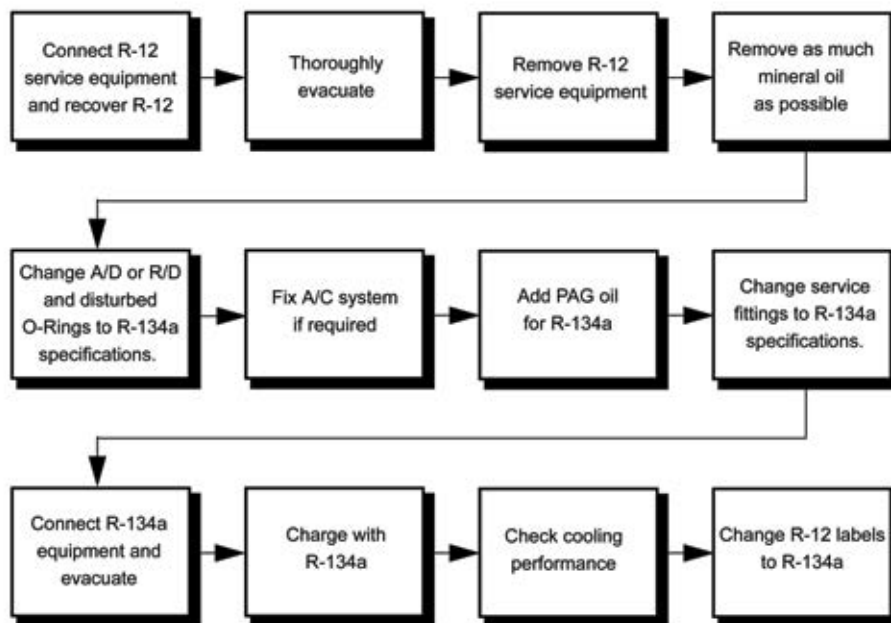 Connect R-12
service equipment
and recover R-12
Thoroughly
evacuate
Remove R-12
service equipment
Remove as much
mineral oil
as possible
Change A/D or R/D
and disturbed
O-Rings to R-134a
specifications.
Fix A/C system
if required
Add PAG oil
for R-134a
Change service
fittings to R-134a
specifications.
Connect R-134a
equipment and
evacuate
Charge with
R-134a
Check cooling
performance
Change R-12 labels
to R-134a